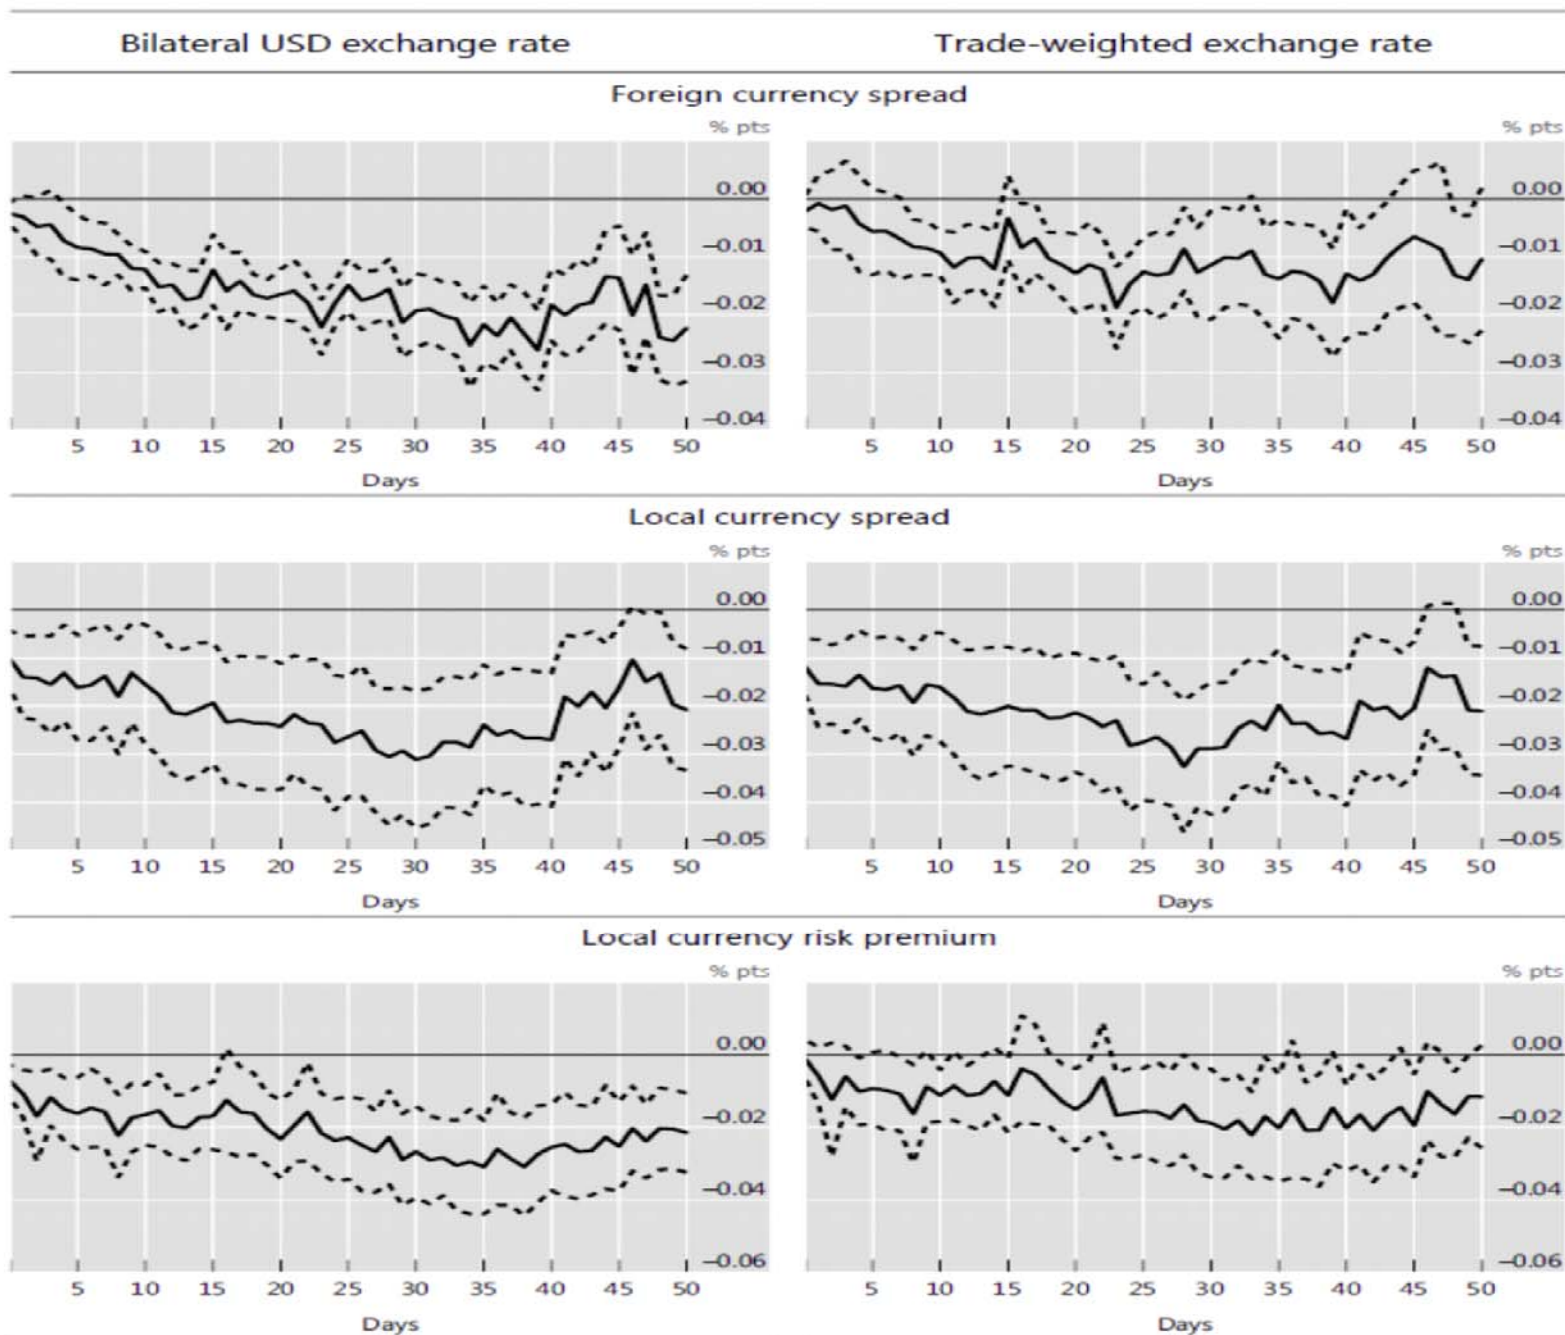 Bilateral USD exchange rate Trade-weighted exchange rate
Foreign currency spread
% pts % pts
0.00 0.00
–0.01 –0.01
–0.02 –0.02
–0.03 –0.03
–0.04 –0.04
5 10 15 20 25 30 35 40 45 50 5 10 15 20 25 30 35 40 45 50
Days Days
Local currency spread
% pts % pts
0.00 0.00
–0.01 –0.01
–0.02 –0.02
–0.03 –0.03
–0.04 –0.04
–0.05 –0.05
5 10 15 20 25 30 35 40 45 50 5 10 15 20 25 30 35 40 45 50
Days Days
Local currency risk premium
% pts % pts
0.00 0.00
–0.02 –0.02
–0.04 –0.04
–0.06 –0.06
5 10 15 20 25 30 35 40 45 50 5 10 15 20 25 30 35 40 45 50
Days Days